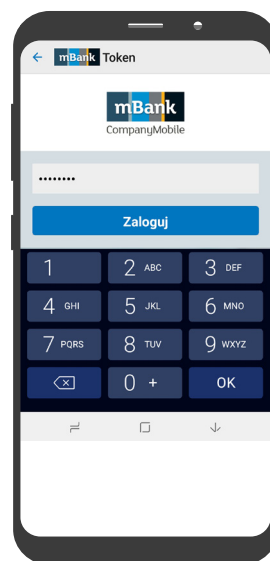 mBank Token
mBank
CompanyMobile
••••••••
Zaloguj
1 2 ABC 3 DEF
4 GHI 5 JKL 6 MNO
7 PQRS 8 TUV 9 WXYZ
0 + OK